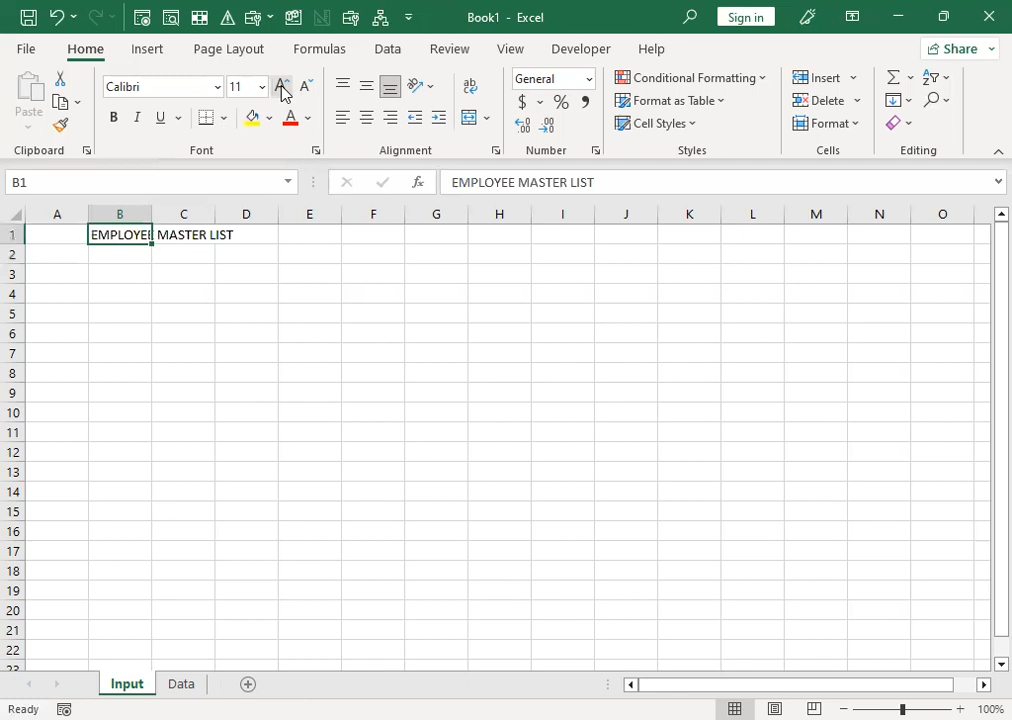 Book1 - Excel
Sign in
File Home Insert Page Layout Formulas Data Review View Developer Help Share
Paste
Calibri 11
B I U
General
$ % 9
Conditional Formatting
Format as Table
Cell Styles
Insert
Delete
Format
Clipboard Font Alignment Number Styles Cells Editing
B1 fx EMPLOYEE MASTER LIST
A B C D E F G H I J K L M N O
1 EMPLOYEE MASTER LIST
2
3
4
5
6
7
8
9
10
11
12
13
14
15
16
17
18
19
20
21
22
23
Input Data
Ready 100%